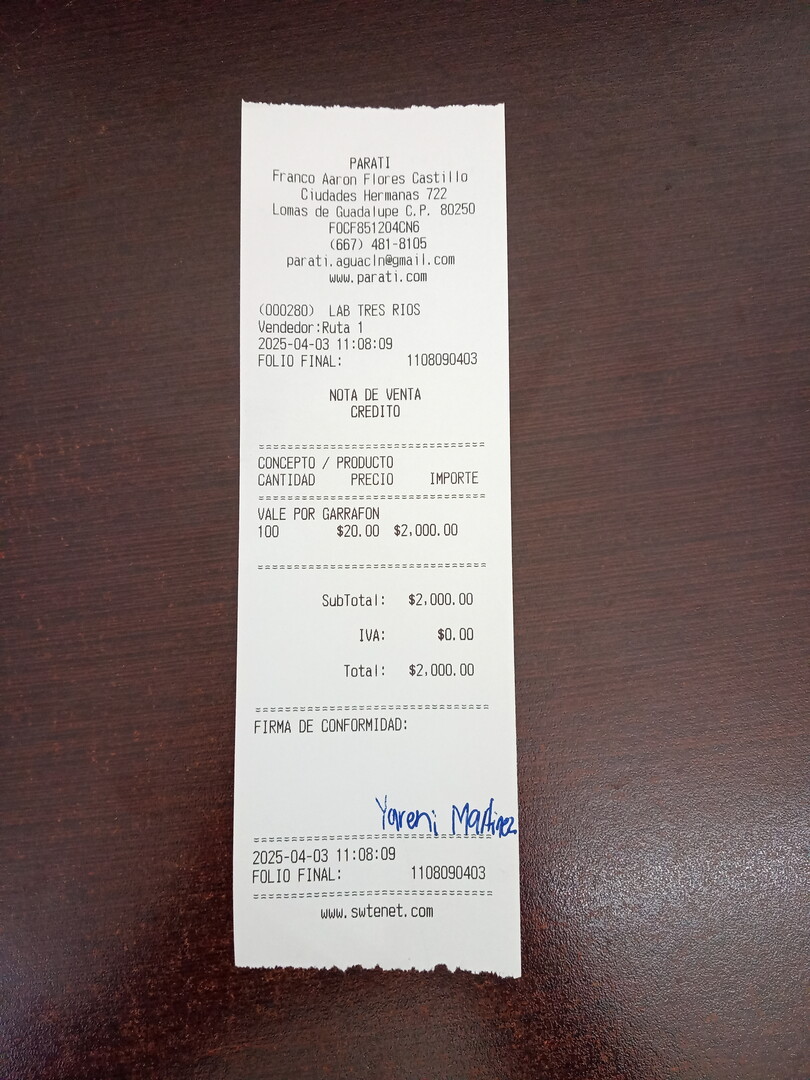 PARATI
Franco Aaron Flores Castillo
Ciudades Hermanas 722
Lomas de Guadalupe C.P. 80250
FOCF851204CN6
(667) 481-8105
parati.aguacln@gmail.com
www.parati.com
(000280) LAB TRES RIOS
Vendedor:Ruta 1
2025-04-03 11:08:09
FOLIO FINAL: 1108090403
NOTA DE VENTA
CREDITO
==============================
CONCEPTO / PRODUCTO
CANTIDAD PRECIO IMPORTE
==============================
VALE POR GARRAFON
100 $20.00 $2,000.00
==============================
SubTotal: $2,000.00
IVA: $0.00
Total: $2,000.00
==============================
FIRMA DE CONFORMIDAD:
Yareni Martinez
==============================
2025-04-03 11:08:09
FOLIO FINAL: 1108090403
==============================
www.swtenet.com